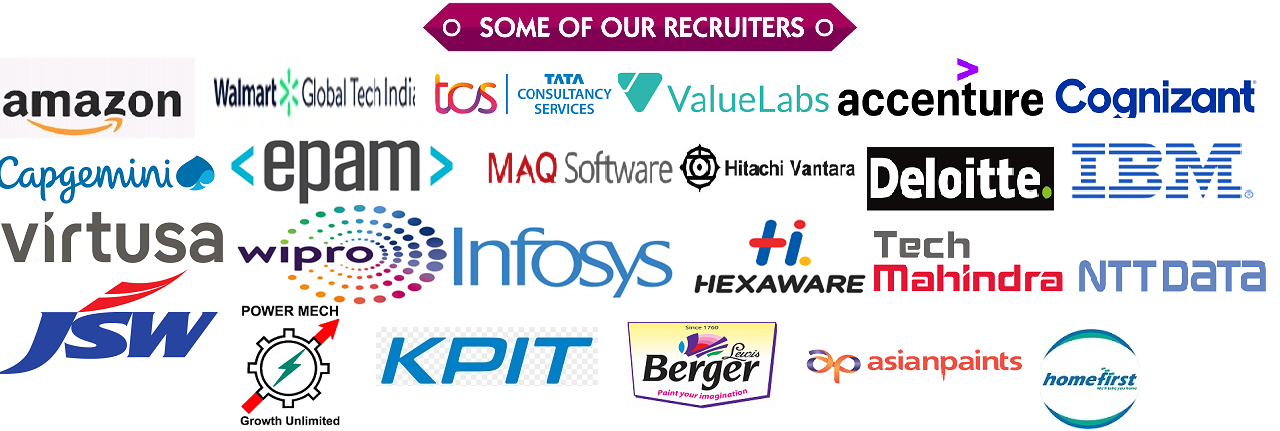 SOME OF OUR RECRUITERS
amazon
Walmart Global Tech India
tcs TATA
CONSULTANCY
SERVICES
ValueLabs
accenture
Cognizant
Capgemini
<epam>
MAQ Software
Hitachi Vantara
Deloitte.
IBM®
virtusa
wipro
Infosys
Hi
HEXAWARE
Tech
Mahindra
NTT DATA
JSW
POWER MECH
Growth Unlimited
KPIT
Since 1760
Lewis
Berger
Paint your imagination
ap asianpaints
homefirst